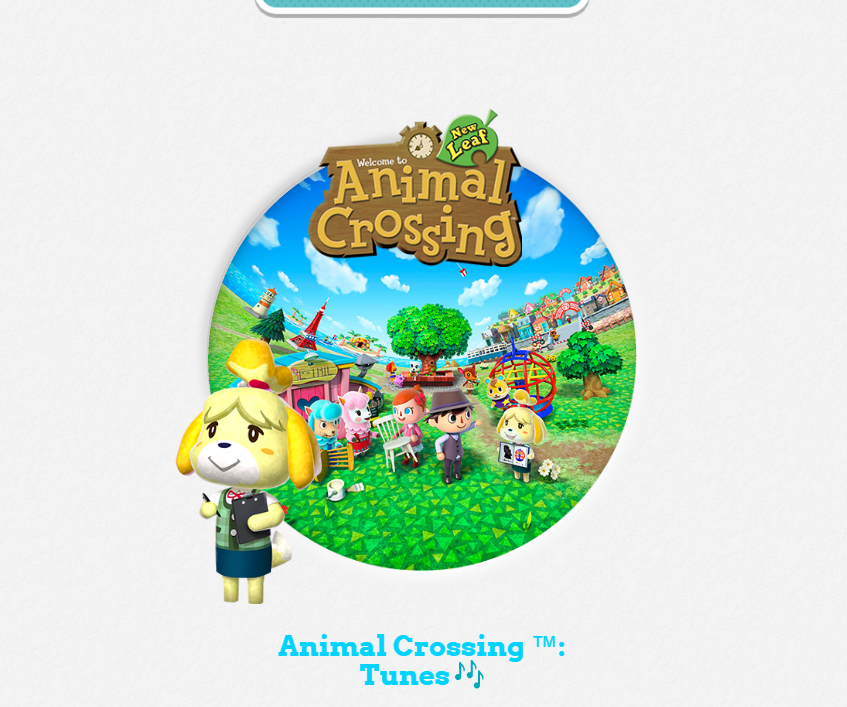 New
Leaf
Welcome to
Animal
Crossing
Animal Crossing ™:
Tunes🎶